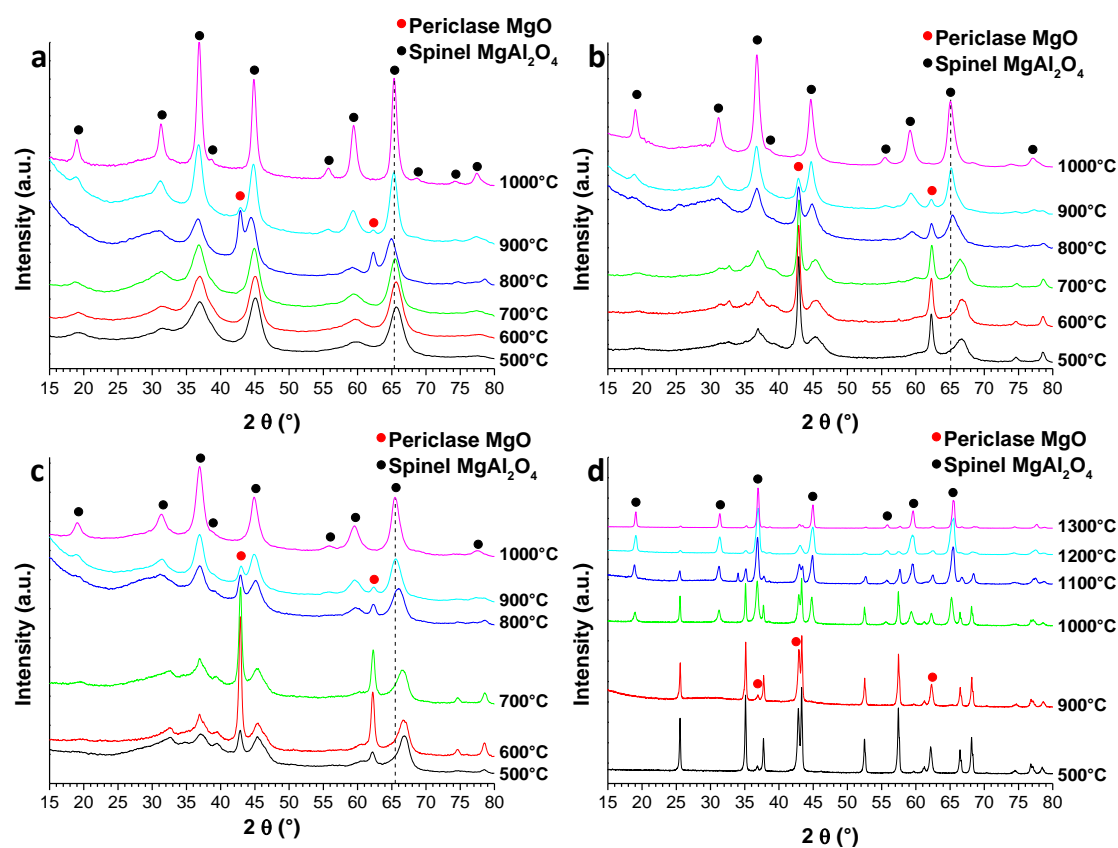 a
Periclase MgO
Spinel MgAl₂O₄
Intensity (a.u.)
1000°C
900°C
800°C
700°C
600°C
500°C
15 20 25 30 35 40 45 50 55 60 65 70 75 80
2 θ (°)
b
Periclase MgO
Spinel MgAl₂O₄
Intensity (a.u.)
1000°C
900°C
800°C
700°C
600°C
500°C
15 20 25 30 35 40 45 50 55 60 65 70 75 80
2 θ (°)
c
Periclase MgO
Spinel MgAl₂O₄
Intensity (a.u.)
1000°C
900°C
800°C
700°C
600°C
500°C
15 20 25 30 35 40 45 50 55 60 65 70 75 80
2 θ (°)
d
Periclase MgO
Spinel MgAl₂O₄
Intensity (a.u.)
1300°C
1200°C
1100°C
1000°C
900°C
500°C
15 20 25 30 35 40 45 50 55 60 65 70 75 80
2 θ (°)